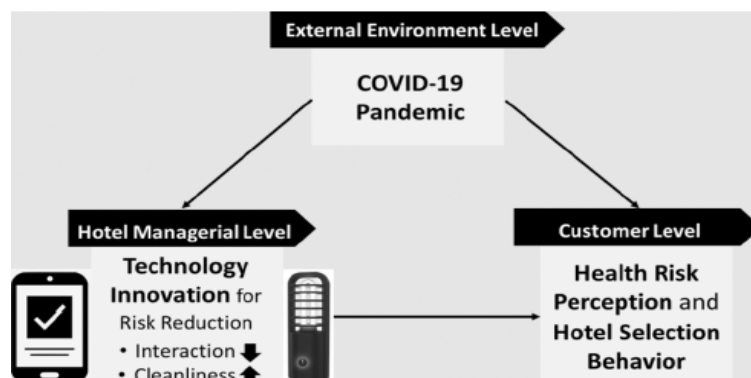 External Environment Level
COVID-19
Pandemic
Hotel Managerial Level
Technology
Innovation for
Risk Reduction
• Interaction ⬇
• Cleanliness ⬆
Customer Level
Health Risk
Perception and
Hotel Selection
Behavior